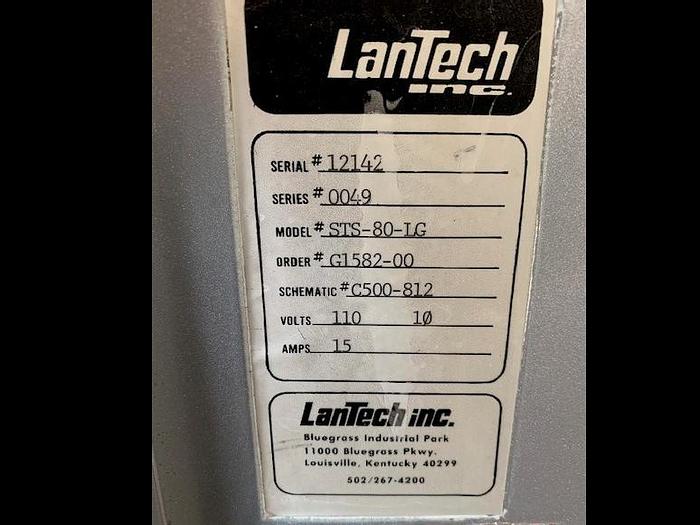 LanTech
inc.
SERIAL # 12142
SERIES # 0049
MODEL # STS-80-LG
ORDER # G1582-00
SCHEMATIC # C500-812
VOLTS 110 1Ø
AMPS 15
LanTech inc.
Bluegrass Industrial Park
11000 Bluegrass Pkwy.
Louisville, Kentucky 40299
502/267-4200